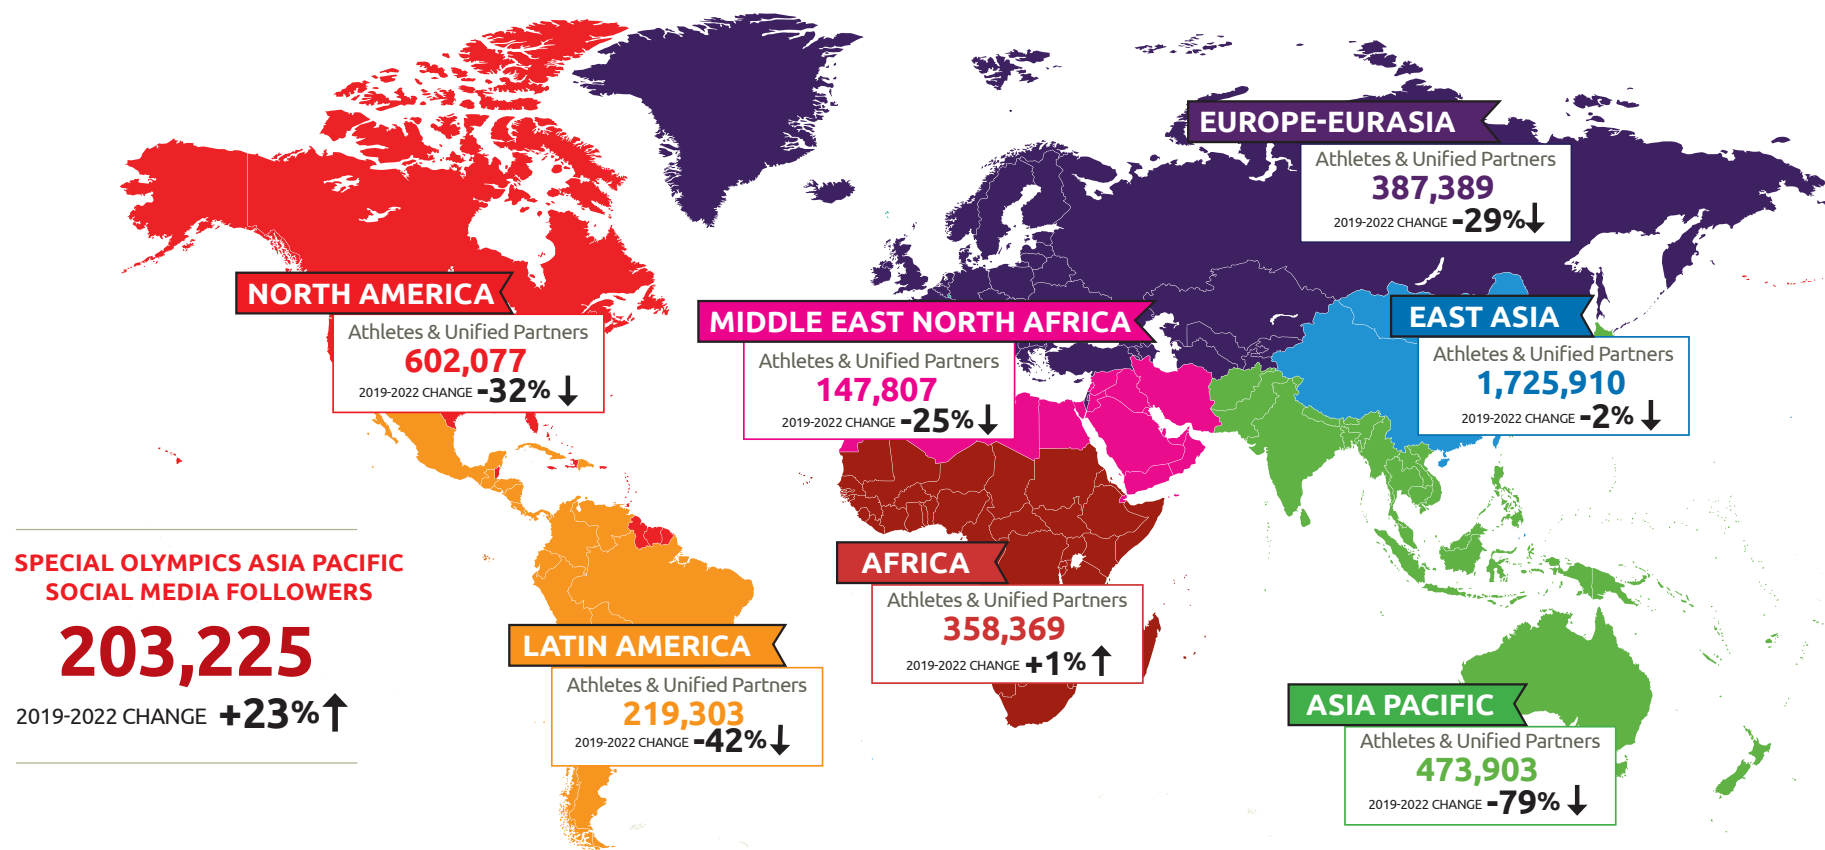 EUROPE-EURASIA
Athletes & Unified Partners
387,389
2019-2022 CHANGE -29%
NORTH AMERICA
Athletes & Unified Partners
602,077
2019-2022 CHANGE -32%
MIDDLE EAST NORTH AFRICA
Athletes & Unified Partners
147,807
2019-2022 CHANGE -25%
EAST ASIA
Athletes & Unified Partners
1,725,910
2019-2022 CHANGE -2%
SPECIAL OLYMPICS ASIA PACIFIC
SOCIAL MEDIA FOLLOWERS
203,225
2019-2022 CHANGE +23%
AFRICA
Athletes & Unified Partners
358,369
2019-2022 CHANGE +1%
LATIN AMERICA
Athletes & Unified Partners
219,303
2019-2022 CHANGE -42%
ASIA PACIFIC
Athletes & Unified Partners
473,903
2019-2022 CHANGE -79%